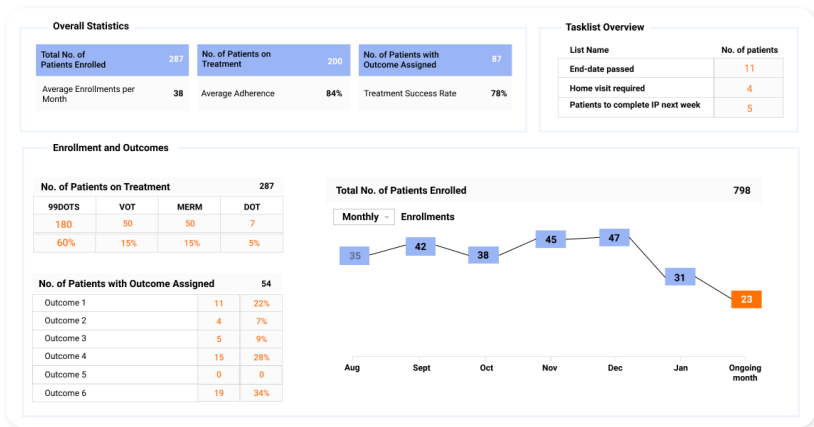 Overall Statistics
Total No. of
Patients Enrolled
287
No. of Patients on
Treatment
200
No. of Patients with
Outcome Assigned
87
Average Enrollments per
Month
38
Average Adherence
84%
Treatment Success Rate
78%
Tasklist Overview
List Name No. of patients
End-date passed 11
Home visit required 4
Patients to complete IP next week 5
Enrollment and Outcomes
No. of Patients on Treatment 287
99DOTS VOT MERM DOT
180 50 50 7
60% 15% 15% 5%
No. of Patients with Outcome Assigned 54
Outcome 1 11 22%
Outcome 2 4 7%
Outcome 3 5 9%
Outcome 4 15 28%
Outcome 5 0 0
Outcome 6 19 34%
Total No. of Patients Enrolled 798
Monthly Enrollments
35 42 38 45 47 31 23
Aug Sept Oct Nov Dec Jan Ongoing
month